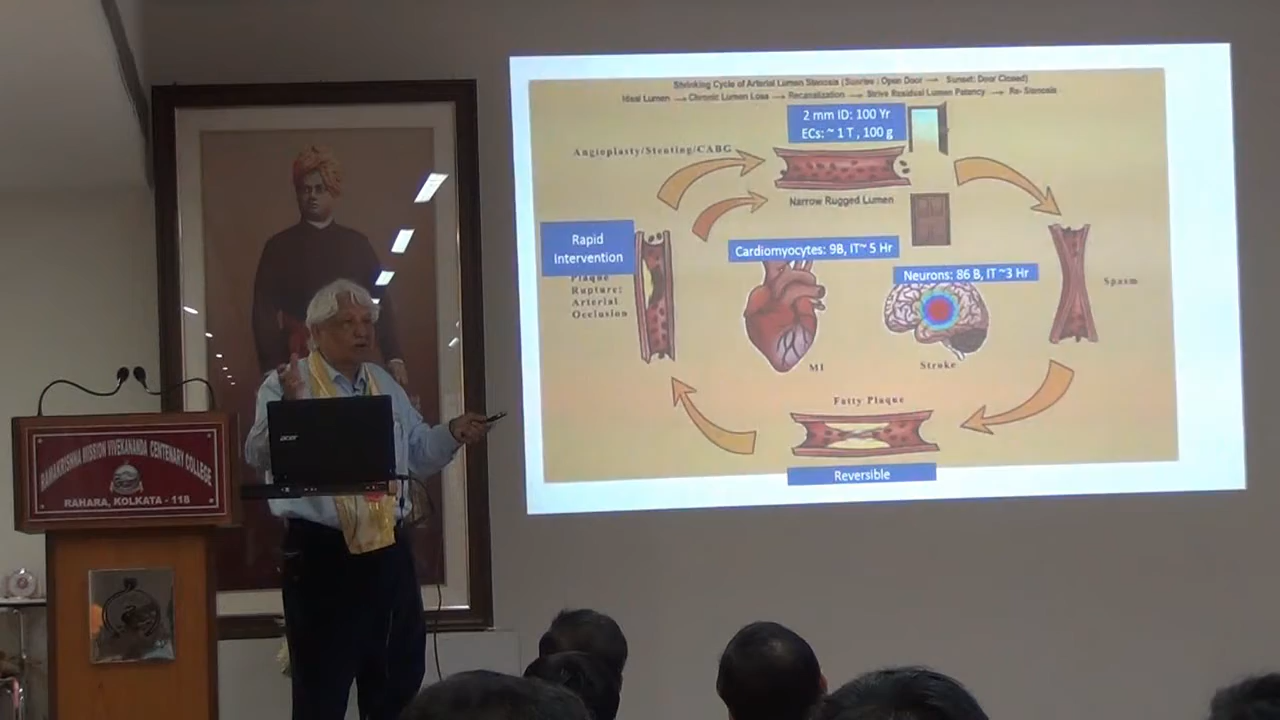 Shrinking Cycle of Arterial Lumen Stenosis (Sunrise : Open Door → Sunset: Door Closed)
Ideal Lumen → Chronic Lumen Loss → Recanalization → Strive Residual Lumen Patency → Re- Stenosis
2 mm ID: 100 Yr
ECs: ~ 1 T , 100 g
Angioplasty/Stenting/CABG
Narrow Rugged Lumen
Rapid
Intervention
Cardiomyocytes: 9B, IT~ 5 Hr
Neurons: 86 B, IT ~3 Hr
Plaque
Rupture:
Arterial
Occlusion
Spasm
MI
Stroke
Fatty Plaque
Reversible
acer
RAMAKRISHNA MISSION VIVEKANANDA CENTENARY COLLEGE
RAHARA, KOLKATA - 118